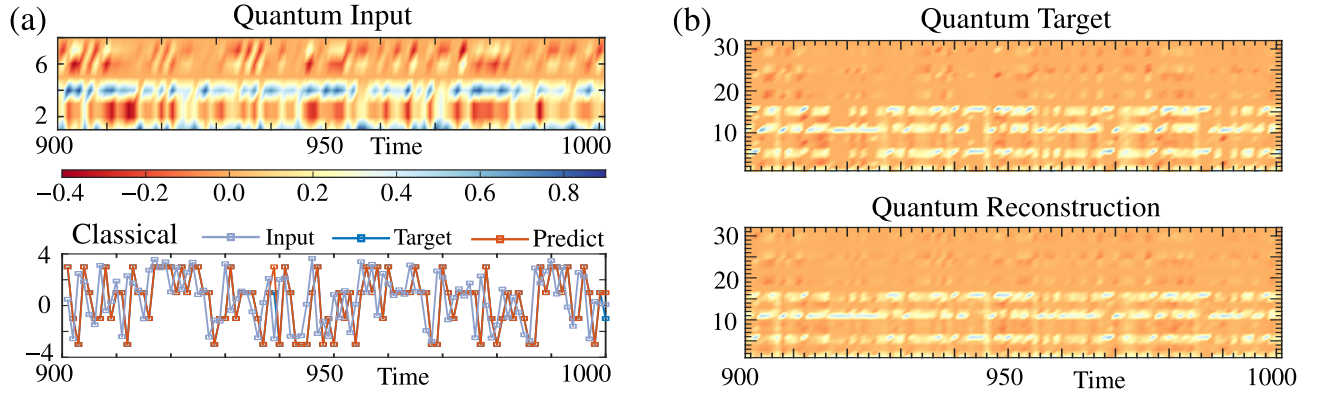 (a)
Quantum Input
6
2
900
950
Time
1000
−0.4
−0.2
0.0
0.2
0.4
0.6
0.8
Classical
Input
Target
Predict
4
0
−4
900
950
Time
1000
(b)
Quantum Target
30
20
10
Quantum Reconstruction
30
20
10
900
950
Time
1000